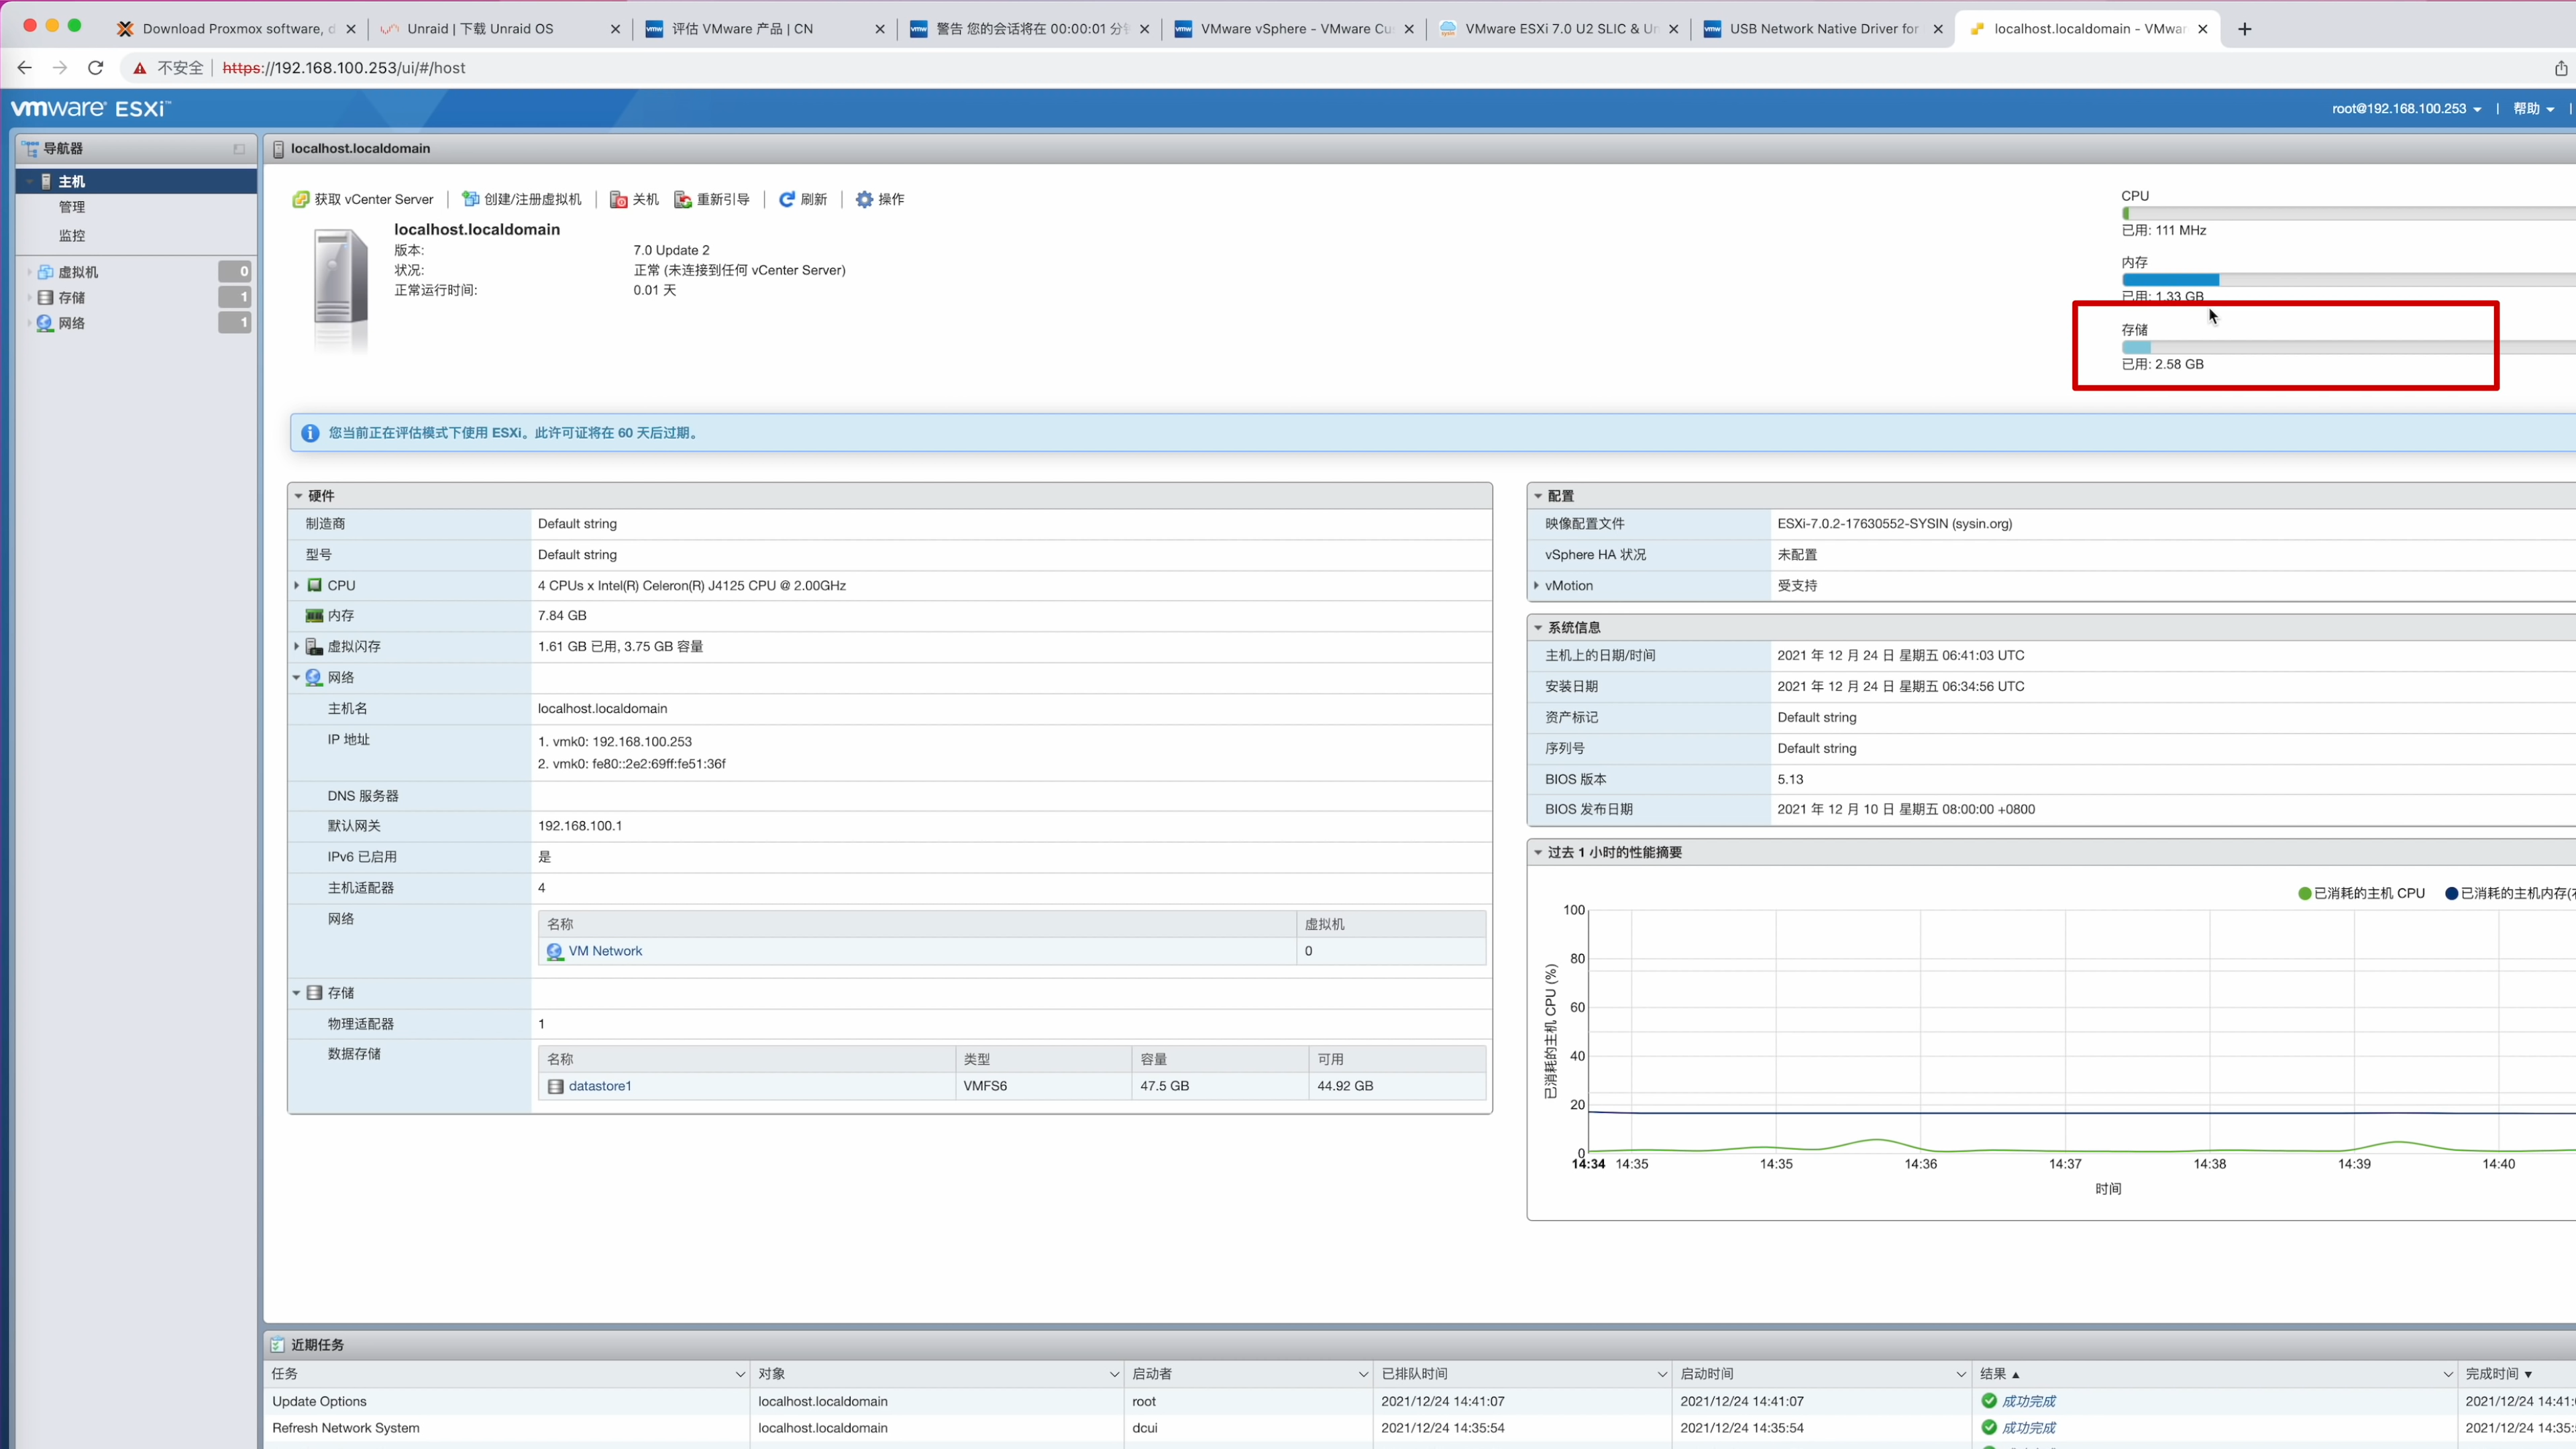 Download Proxmox software, d
Unraid | 下载 Unraid OS
评估 VMware 产品 | CN
警告 您的会话将在 00:00:01 分
VMware vSphere - VMware Cu
VMware ESXi 7.0 U2 SLIC & Un
USB Network Native Driver for
localhost.localdomain - VMwar
不安全 | https://192.168.100.253/ui/#/host
vmware ESXi™
root@192.168.100.253 | 帮助 |
导航器
主机
管理
监控
虚拟机 0
存储 1
网络 1
localhost.localdomain
获取 vCenter Server | 创建/注册虚拟机 | 关机 重新引导 | 刷新 | 操作
localhost.localdomain
版本: 7.0 Update 2
状况: 正常 (未连接到任何 vCenter Server)
正常运行时间: 0.01 天
CPU
已用: 111 MHz
内存
已用: 1.33 GB
存储
已用: 2.58 GB
您当前正在评估模式下使用 ESXi。此许可证将在 60 天后过期。
硬件
制造商 Default string
型号 Default string
CPU 4 CPUs x Intel(R) Celeron(R) J4125 CPU @ 2.00GHz
内存 7.84 GB
虚拟闪存 1.61 GB 已用, 3.75 GB 容量
网络
主机名 localhost.localdomain
IP 地址 1. vmk0: 192.168.100.253
2. vmk0: fe80::2e2:69ff:fe51:36f
DNS 服务器
默认网关 192.168.100.1
IPv6 已启用 是
主机适配器 4
网络 名称 虚拟机
VM Network 0
存储
物理适配器 1
数据存储 名称 类型 容量 可用
datastore1 VMFS6 47.5 GB 44.92 GB
配置
映像配置文件 ESXi-7.0.2-17630552-SYSIN (sysin.org)
vSphere HA 状况 未配置
vMotion 受支持
系统信息
主机上的日期/时间 2021 年 12 月 24 日 星期五 06:41:03 UTC
安装日期 2021 年 12 月 24 日 星期五 06:34:56 UTC
资产标记 Default string
序列号 Default string
BIOS 版本 5.13
BIOS 发布日期 2021 年 12 月 10 日 星期五 08:00:00 +0800
过去 1 小时的性能摘要
已消耗的主机 CPU 已消耗的主机内存(
已消耗的主机 CPU (%)
100
80
60
40
20
0
14:34 14:35 14:35 14:36 14:37 14:38 14:39 14:40
时间
近期任务
任务 对象 启动者 已排队时间 启动时间 结果 ▲ 完成时间 ▼
Update Options localhost.localdomain root 2021/12/24 14:41:07 2021/12/24 14:41:07 成功完成 2021/12/24 14:41:
Refresh Network System localhost.localdomain dcui 2021/12/24 14:35:54 2021/12/24 14:35:54 成功完成 2021/12/24 14:35: